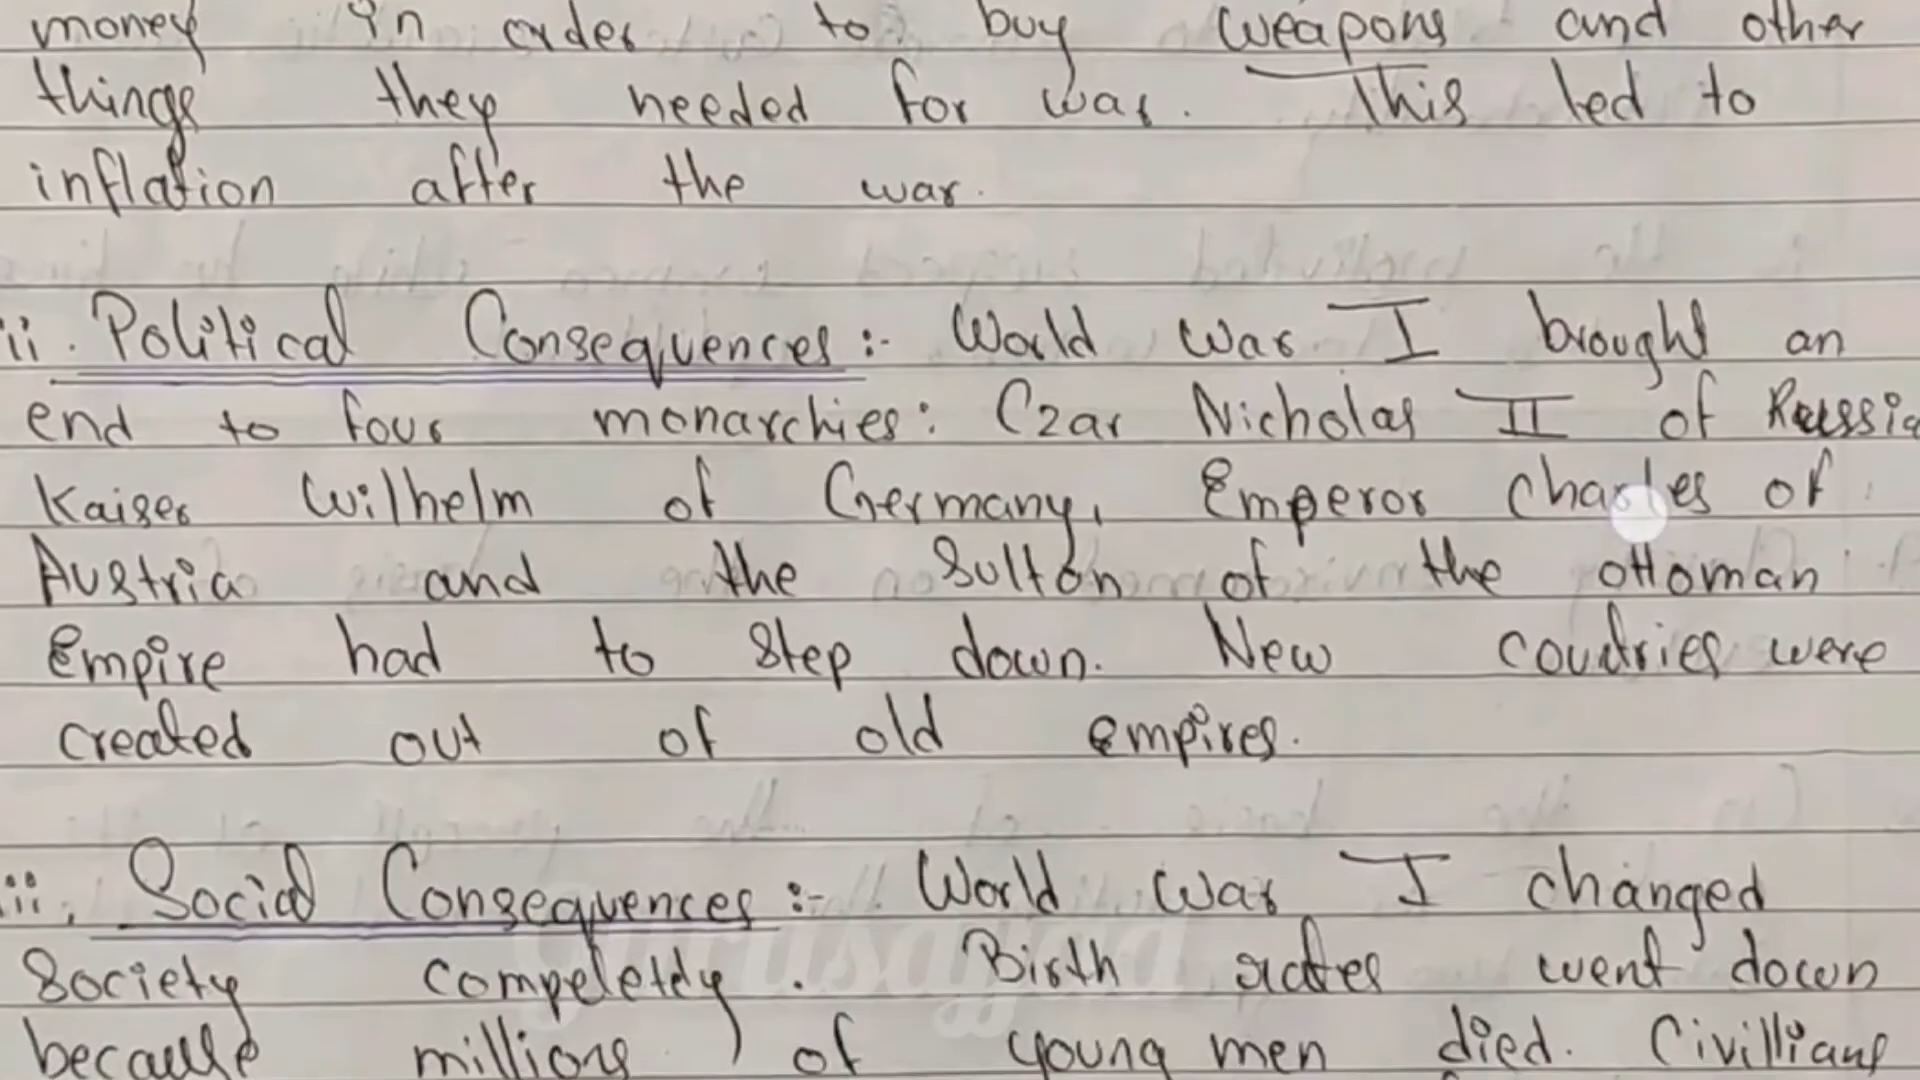 money in order to buy weapons and other
things they needed for war. This led to
inflation after the war.
ii. Political Consequences:- World War I brought an
end to four monarchies: Czar Nicholas II of Russia
Kaiser Wilhelm of Germany, Emperor Charles of
Austria and the Sultan of the Ottoman
Empire had to step down. New countries were
created out of old empires.
iii. Social Consequences:- World War I changed
Society compeletdy. Birth rates went down
because millions of young men died. Civillians